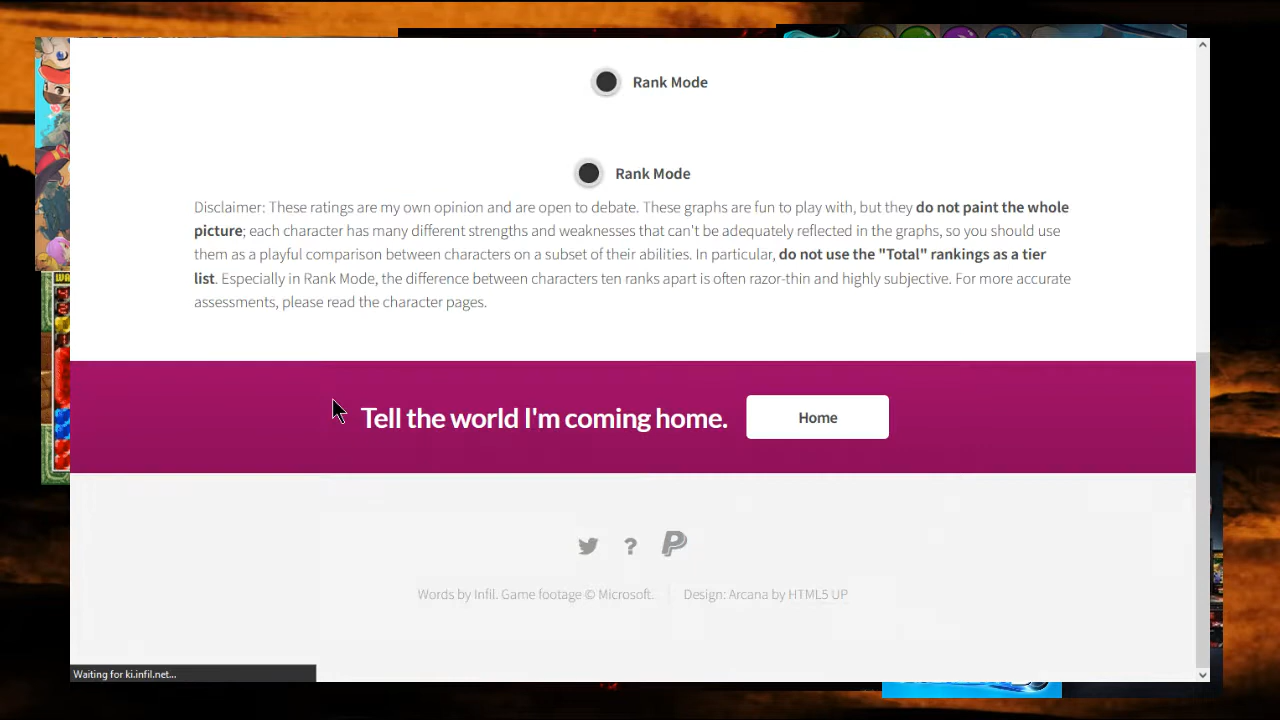 Rank Mode
Rank Mode
Disclaimer: These ratings are my own opinion and are open to debate. These graphs are fun to play with, but they do not paint the whole
picture; each character has many different strengths and weaknesses that can't be adequately reflected in the graphs, so you should use
them as a playful comparison between characters on a subset of their abilities. In particular, do not use the "Total" rankings as a tier
list. Especially in Rank Mode, the difference between characters ten ranks apart is often razor-thin and highly subjective. For more accurate
assessments, please read the character pages.
Tell the world I'm coming home.
Home
?
Words by Infil. Game footage © Microsoft.
Design: Arcana by HTML5 UP
Waiting for ki.infil.net...